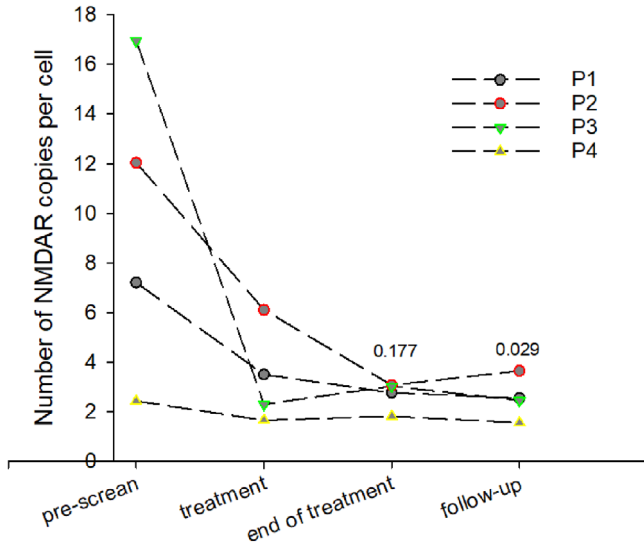 Number of NMDAR copies per cell
18
16
14
12
10
8
6
4
2
0
P1
P2
P3
P4
0.177
0.029
pre-screan
treatment
end of treatment
follow-up